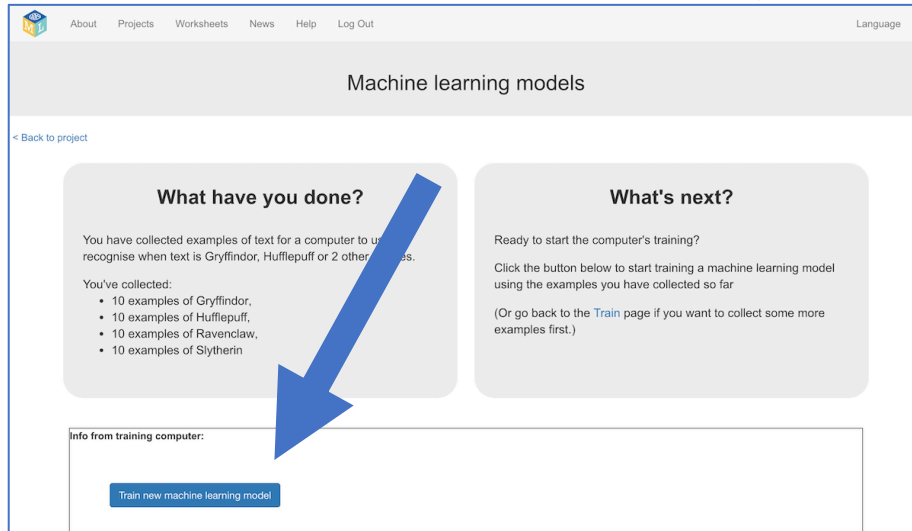 About Projects Worksheets News Help Log Out Language
Machine learning models
< Back to project
What have you done?
You have collected examples of text for a computer to
recognise when text is Gryffindor, Hufflepuff or 2 other
You've collected:
• 10 examples of Gryffindor,
• 10 examples of Hufflepuff,
• 10 examples of Ravenclaw,
• 10 examples of Slytherin
What's next?
Ready to start the computer's training?
Click the button below to start training a machine learning model
using the examples you have collected so far
(Or go back to the Train page if you want to collect some more
examples first.)
Info from training computer:
Train new machine learning model